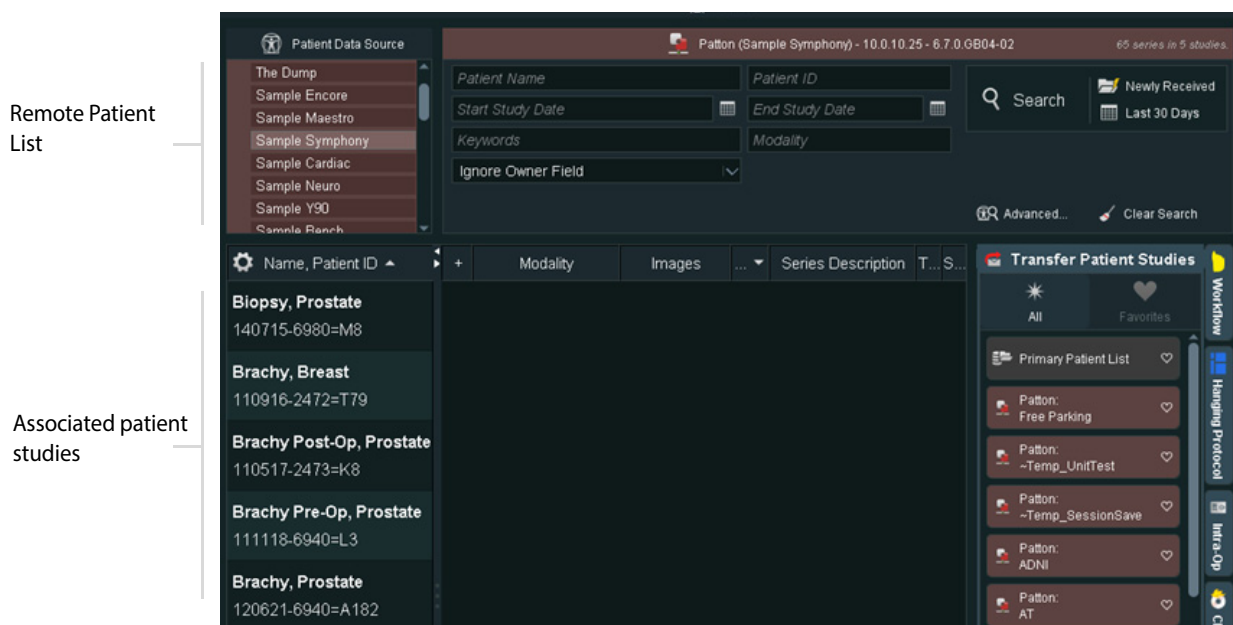 Remote Patient
List
Associated patient
studies
Patient Data Source
The Dump
Sample Encore
Sample Maestro
Sample Symphony
Sample Cardiac
Sample Neuro
Sample Y90
Sample Bench
Patton (Sample Symphony) - 10.0.10.25 - 6.7.0.GB04-02
65 series in 5 studies.
Patient Name
Patient ID
Start Study Date
End Study Date
Keywords
Modality
Ignore Owner Field
Search
Newly Received
Last 30 Days
Advanced...
Clear Search
Name, Patient ID
+ Modality Images ... Series Description T... S...
Biopsy, Prostate
140715-6980=M8
Brachy, Breast
110916-2472=T79
Brachy Post-Op, Prostate
110517-2473=K8
Brachy Pre-Op, Prostate
111118-6940=L3
Brachy, Prostate
120621-6940=A182
Transfer Patient Studies
All
Favorites
Primary Patient List
Patton:
Free Parking
Patton:
~Temp_UnitTest
Patton:
~Temp_SessionSave
Patton:
ADNI
Patton:
AT
Workflow
Hanging Protocol
Intra-Op